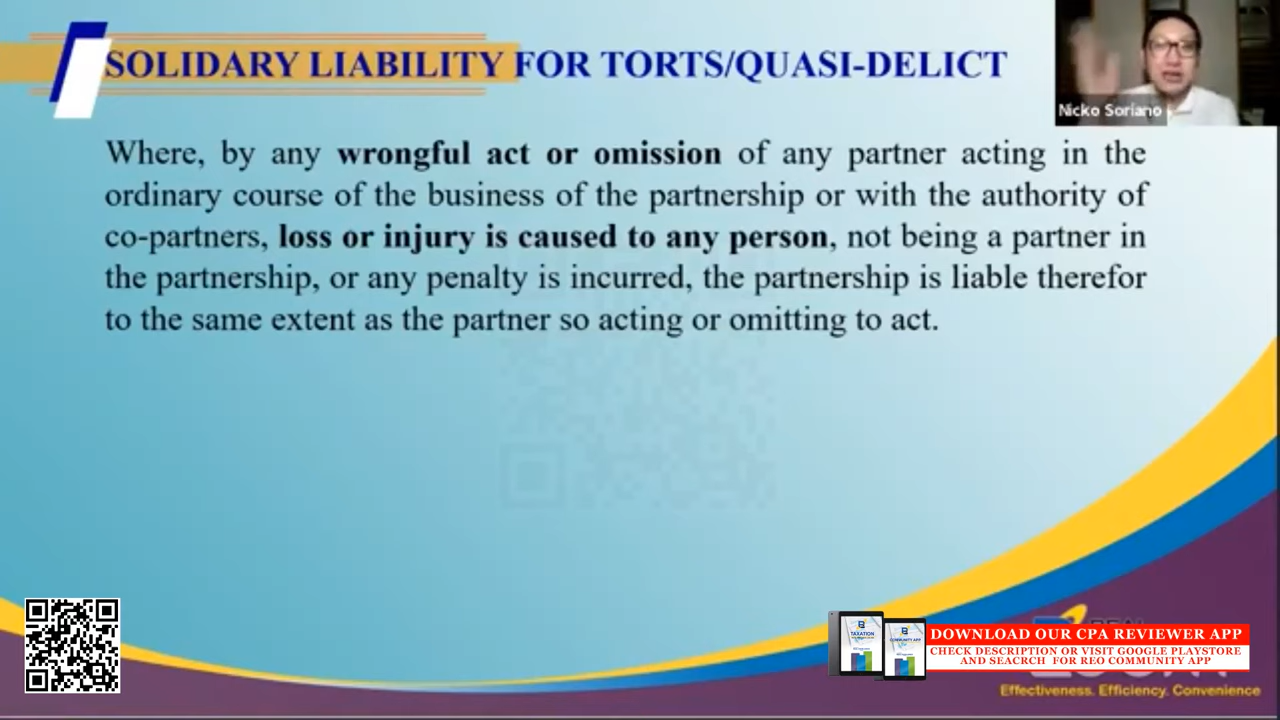 SOLIDARY LIABILITY FOR TORTS/QUASI-DELICT
Nicko Soriano
Where, by any wrongful act or omission of any partner acting in the
ordinary course of the business of the partnership or with the authority of
co-partners, loss or injury is caused to any person, not being a partner in
the partnership, or any penalty is incurred, the partnership is liable therefor
to the same extent as the partner so acting or omitting to act.
TAXATION
COMMUNITY APP
DOWNLOAD OUR CPA REVIEWER APP
CHECK DESCRIPTION OR VISIT GOOGLE PLAYSTORE
AND SEACRCH FOR REO COMMUNITY APP
Effectiveness. Efficiency. Convenience